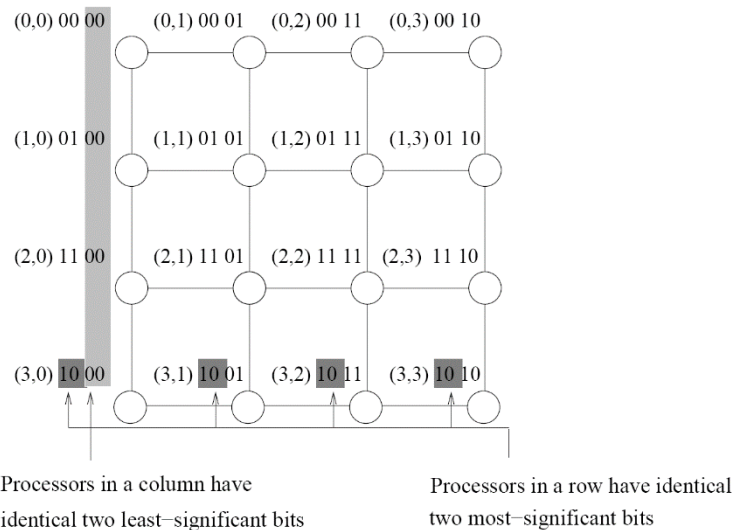 (0,0) 00 00 (0,1) 00 01 (0,2) 00 11 (0,3) 00 10
(1,0) 01 00 (1,1) 01 01 (1,2) 01 11 (1,3) 01 10
(2,0) 11 00 (2,1) 11 01 (2,2) 11 11 (2,3) 11 10
(3,0) 10 00 (3,1) 10 01 (3,2) 10 11 (3,3) 10 10
Processors in a column have
identical two least−significant bits
Processors in a row have identical
two most−significant bits